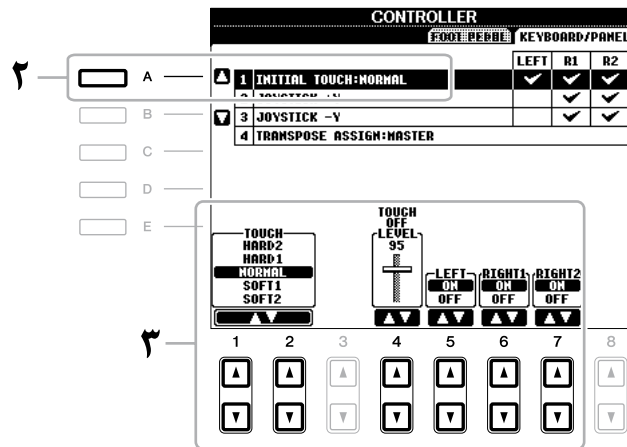 CONTROLLER
FOOT PEDAL KEYBOARD/PANEL
LEFT R1 R2
۲ A 1 INITIAL TOUCH:NORMAL
B 2 JOYSTICK +Y
3 JOYSTICK -Y
C 4 TRANSPOSE ASSIGN:MASTER
D
E
TOUCH
HARD2
HARD1
NORMAL
SOFT1
SOFT2
TOUCH
OFF
LEVEL
95
LEFT
ON
OFF
RIGHT1
ON
OFF
RIGHT2
ON
OFF
۳
1 2 3 4 5 6 7 8